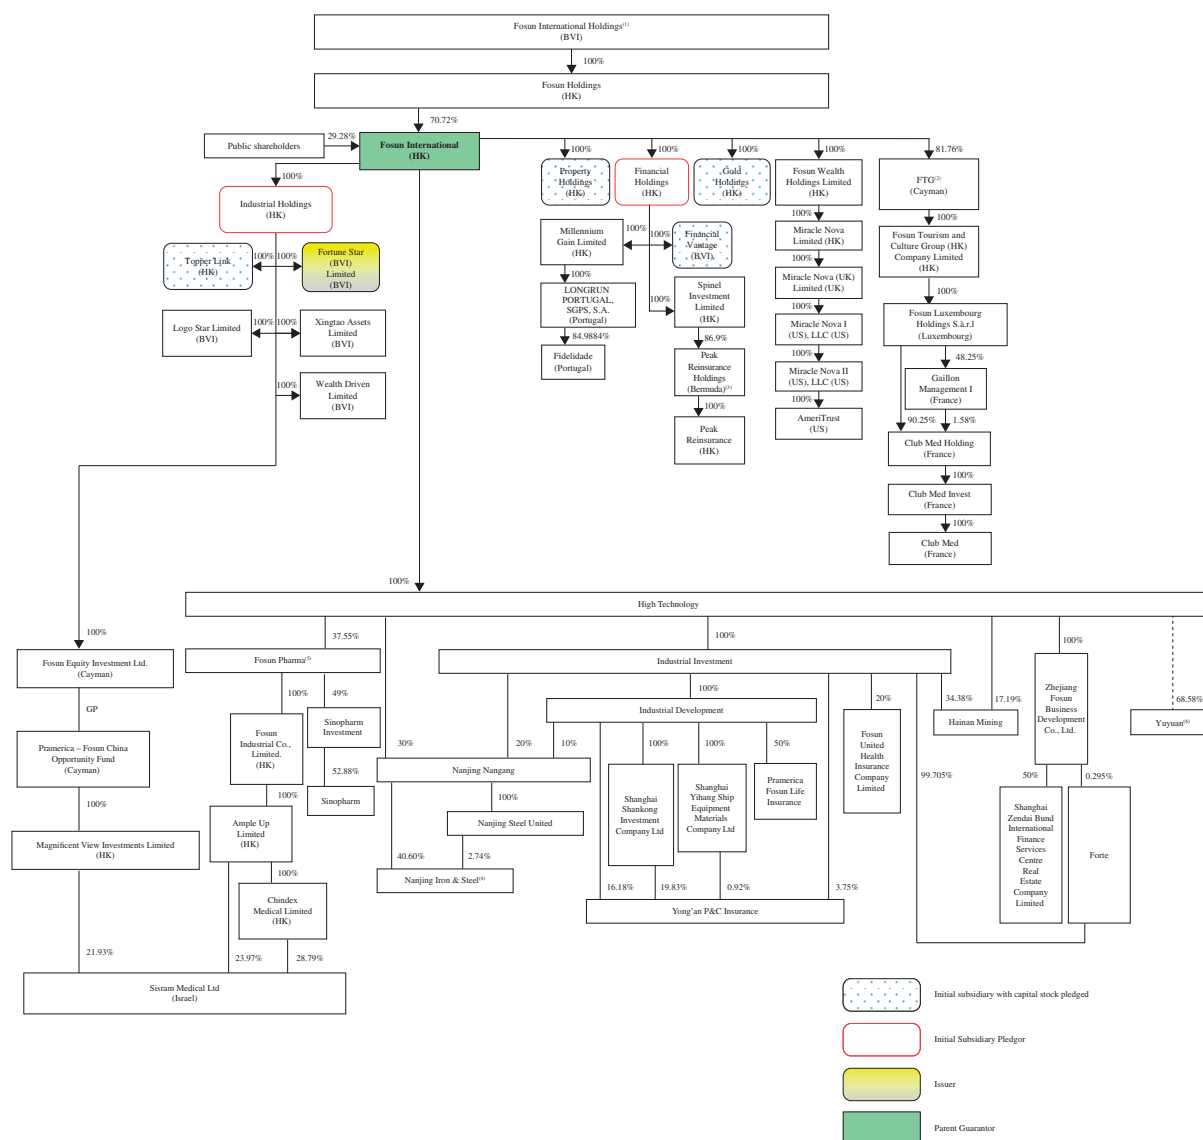 Fosun International Holdings(1)
(BVI)
100%
Fosun Holdings
(HK)
70.72%
Public shareholders
29.28%
Fosun International
(HK)
100%
100%
100%
100%
100%
81.76%
Industrial Holdings
(HK)
Property
Holdings
(HK)
Financial
Holdings
(HK)
Gold
Holdings
(HK)
Fosun Wealth
Holdings Limited
(HK)
FTG(2)
(Cayman)
Topper Link
(HK)
100%
100%
Fortune Star
(BVI)
Limited
(BVI)
Logo Star Limited
(BVI)
100%
100%
Xingtao Assets
Limited
(BVI)
100%
Wealth Driven
Limited
(BVI)
Millennium
Gain Limited
(HK)
100%
100%
Financial
Vantage
(BVI)
100%
LONGRUN
PORTUGAL,
SGPS, S.A.
(Portugal)
84.9884%
Fidelidade
(Portugal)
100%
Spinel
Investment
Limited
(HK)
86.9%
Peak
Reinsurance
Holdings
(Bermuda)(3)
100%
Peak
Reinsurance
(HK)
100%
Miracle Nova
Limited (HK)
100%
Miracle Nova (UK)
Limited (UK)
100%
Miracle Nova I
(US), LLC (US)
100%
Miracle Nova II
(US), LLC (US)
100%
AmeriTrust
(US)
100%
Fosun Tourism and
Culture Group (HK)
Company Limited
(HK)
100%
Fosun Luxembourg
Holdings S.à.r.l
(Luxembourg)
48.25%
Gaillon
Management I
(France)
90.25%
1.58%
Club Med Holding
(France)
100%
Club Med Invest
(France)
100%
Club Med
(France)
100%
High Technology
100%
Fosun Equity Investment Ltd.
(Cayman)
GP
Pramerica – Fosun China
Opportunity Fund
(Cayman)
100%
Magnificent View Investments Limited
(HK)
21.93%
37.55%
Fosun Pharma(5)
100%
49%
Fosun
Industrial Co.,
Limited.
(HK)
Sinopharm
Investment
52.88%
Sinopharm
100%
Ample Up
Limited
(HK)
100%
Chindex
Medical Limited
(HK)
23.97%
28.79%
Sisram Medical Ltd
(Israel)
100%
Industrial Investment
100%
Industrial Development
30%
20%
10%
Nanjing Nangang
100%
Nanjing Steel United
40.60%
2.74%
Nanjing Iron & Steel(4)
100%
100%
50%
Shanghai
Shankong
Investment
Company Ltd
Shanghai
Yihang Ship
Equipment
Materials
Company Ltd
Pramerica
Fosun Life
Insurance
20%
Fosun
United
Health
Insurance
Company
Limited
16.18%
19.83%
0.92%
3.75%
Yong'an P&C Insurance
34.38%
17.19%
Hainan Mining
99.705%
100%
Zhejiang
Fosun
Business
Development
Co., Ltd.
50%
0.295%
Shanghai
Zendai Bund
International
Finance
Services
Centre
Real
Estate
Company
Limited
Forte
68.58%
Yuyuan(6)
Initial subsidiary with capital stock pledged
Initial Subsidiary Pledgor
Issuer
Parent Guarantor